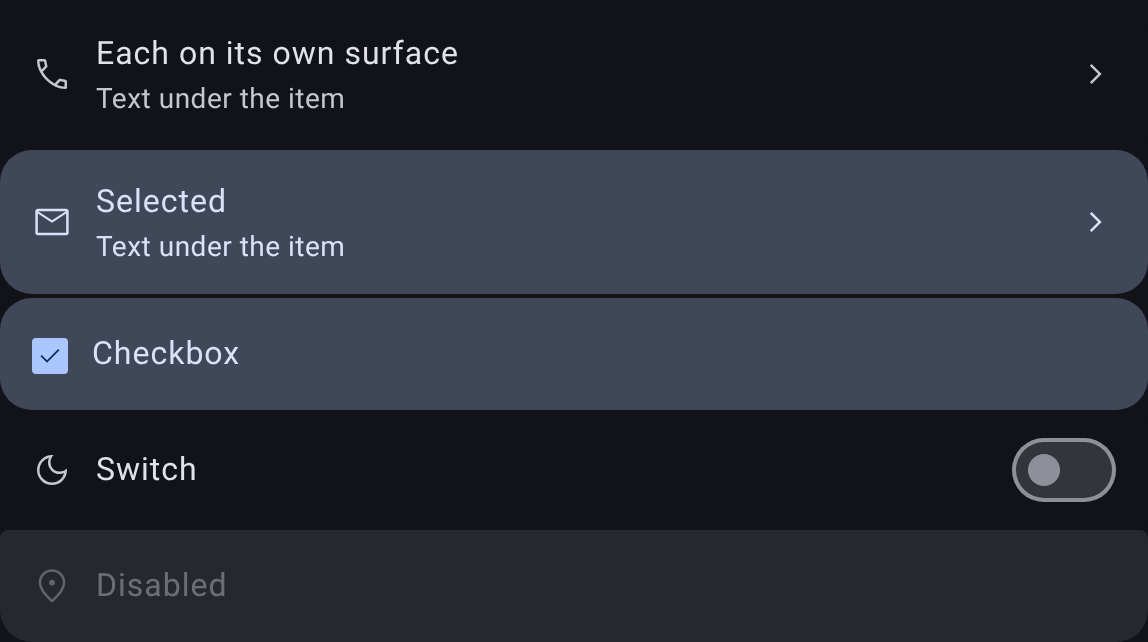 Each on its own surface
Text under the item
Selected
Text under the item
Checkbox
Switch
Disabled